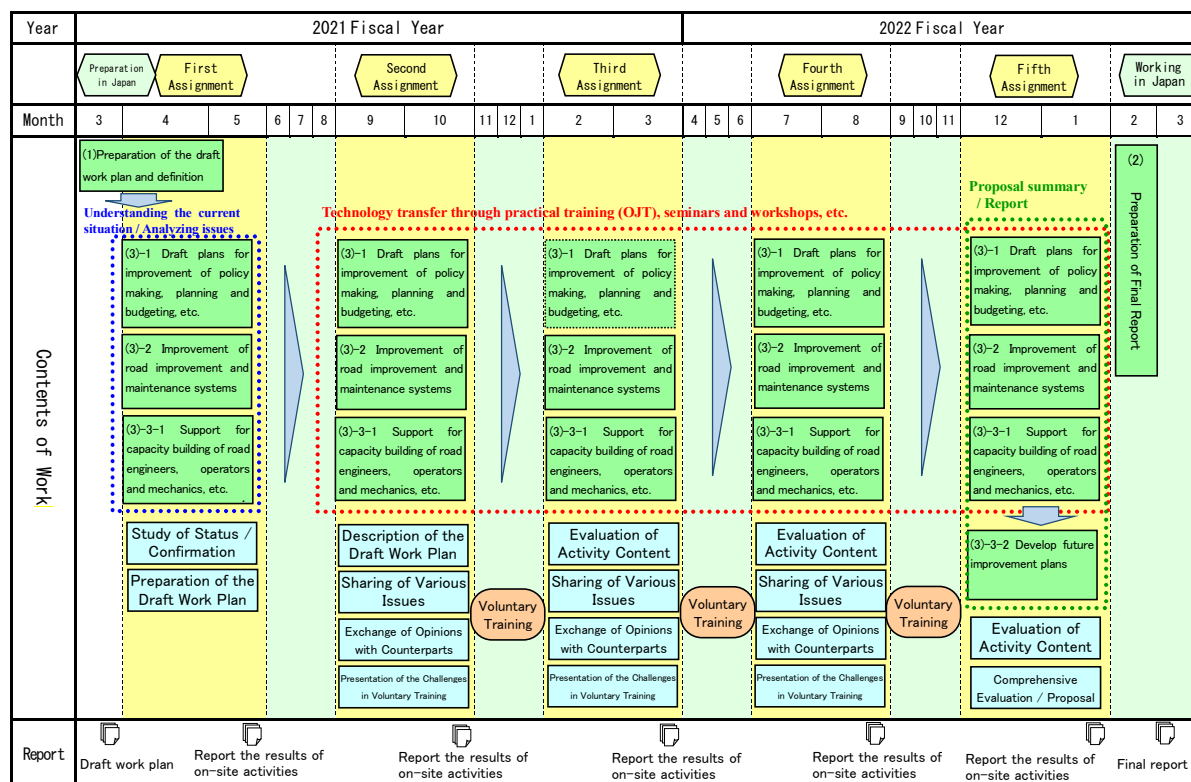 Year
2021 Fiscal Year
2022 Fiscal Year
Preparation
in Japan
First
Assignment
Second
Assignment
Third
Assignment
Fourth
Assignment
Fifth
Assignment
Working
in Japan
Month
3
4
5
6
7
8
9
10
11
12
1
2
3
4
5
6
7
8
9
10
11
12
1
2
3
Contents of Work
(1)Preparation of the draft
work plan and definition
Understanding the current
situation / Analyzing issues
Technology transfer through practical training (OJT), seminars and workshops, etc.
Proposal summary
/ Report
(2) Preparation of Final Report
(3)-1 Draft plans for
improvement of policy
making, planning and
budgeting, etc.
(3)-2 Improvement of
road improvement and
maintenance systems
(3)-3-1 Support for
capacity building of road
engineers, operators
and mechanics, etc.
Study of Status /
Confirmation
Preparation of the
Draft Work Plan
(3)-1 Draft plans for
improvement of policy
making, planning and
budgeting, etc.
(3)-2 Improvement of
road improvement and
maintenance systems
(3)-3-1 Support for
capacity building of road
engineers, operators
and mechanics, etc.
Description of the
Draft Work Plan
Sharing of Various
Issues
Exchange of Opinions
with Counterparts
Presentation of the Challenges
in Voluntary Training
Voluntary
Training
(3)-1 Draft plans for
improvement of policy
making, planning and
budgeting, etc.
(3)-2 Improvement of
road improvement and
maintenance systems
(3)-3-1 Support for
capacity building of road
engineers, operators
and mechanics, etc.
Evaluation of
Activity Content
Sharing of Various
Issues
Exchange of Opinions
with Counterparts
Presentation of the Challenges
in Voluntary Training
Voluntary
Training
(3)-1 Draft plans for
improvement of policy
making, planning and
budgeting, etc.
(3)-2 Improvement of
road improvement and
maintenance systems
(3)-3-1 Support for
capacity building of road
engineers, operators
and mechanics, etc.
Evaluation of
Activity Content
Sharing of Various
Issues
Exchange of Opinions
with Counterparts
Presentation of the Challenges
in Voluntary Training
Voluntary
Training
(3)-1 Draft plans for
improvement of policy
making, planning and
budgeting, etc.
(3)-2 Improvement of
road improvement and
maintenance systems
(3)-3-1 Support for
capacity building of road
engineers, operators
and mechanics, etc.
(3)-3-2 Develop future
improvement plans
Evaluation of
Activity Content
Comprehensive
Evaluation / Proposal
Report
Draft work plan
Report the results of
on-site activities
Report the results of
on-site activities
Report the results of
on-site activities
Report the results of
on-site activities
Report the results of
on-site activities
Final report